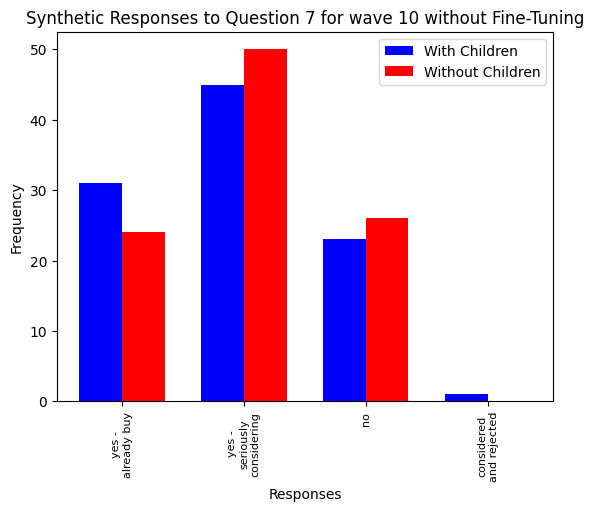 Synthetic Responses to Question 7 for wave 10 without Fine-Tuning
With Children
Without Children
Frequency
50
40
30
20
10
0
yes -
already buy
yes -
seriously
considering
no
considered
and rejected
Responses